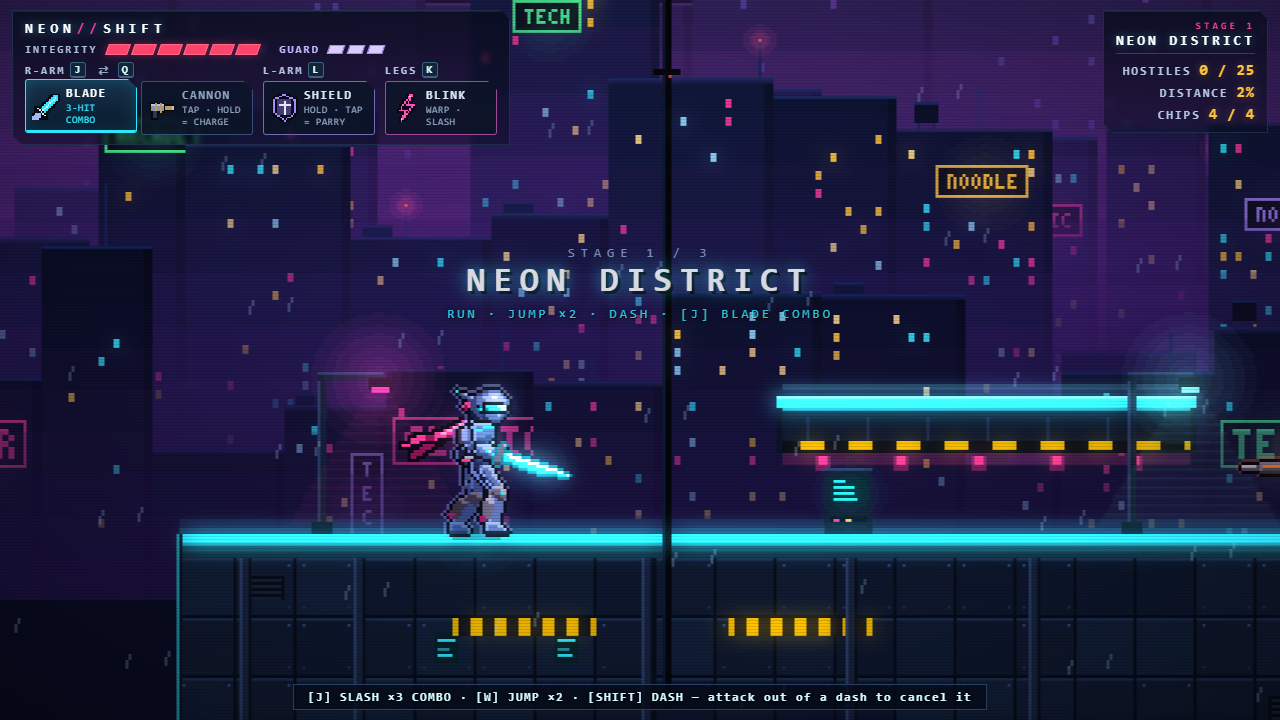 NEON//SHIFT
INTEGRITY
GUARD
R-ARM J ⇄ Q
L-ARM L
LEGS K
BLADE
3-HIT
COMBO
CANNON
TAP · HOLD
= CHARGE
SHIELD
HOLD · TAP
= PARRY
BLINK
WARP ·
SLASH
TECH
STAGE 1
NEON DISTRICT
HOSTILES 0 / 25
DISTANCE 2%
CHIPS 4 / 4
NOODLE
NO
STAGE 1 / 3
NEON DISTRICT
RUN · JUMP ×2 · DASH · [J] BLADE COMBO
R
TEC
TE
[J] SLASH ×3 COMBO · [W] JUMP ×2 · [SHIFT] DASH — attack out of a dash to cancel it